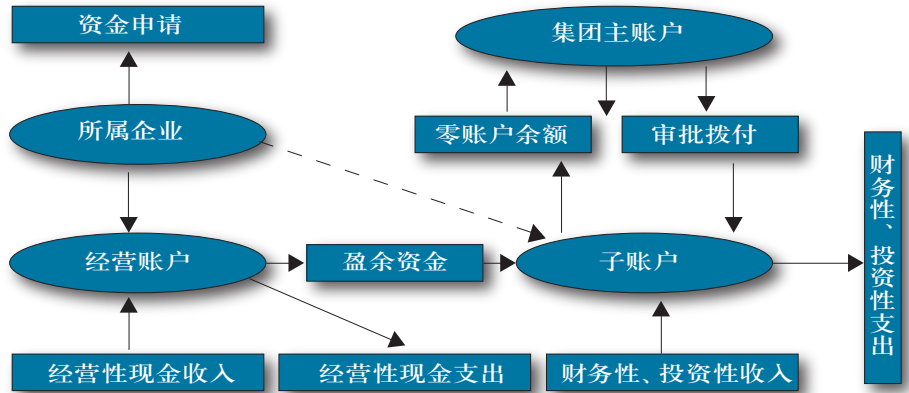 资金申请
集团主账户
所属企业
零账户余额
审批拨付
财务性、投资性支出
经营账户
盈余资金
子账户
经营性现金收入
经营性现金支出
财务性、投资性收入